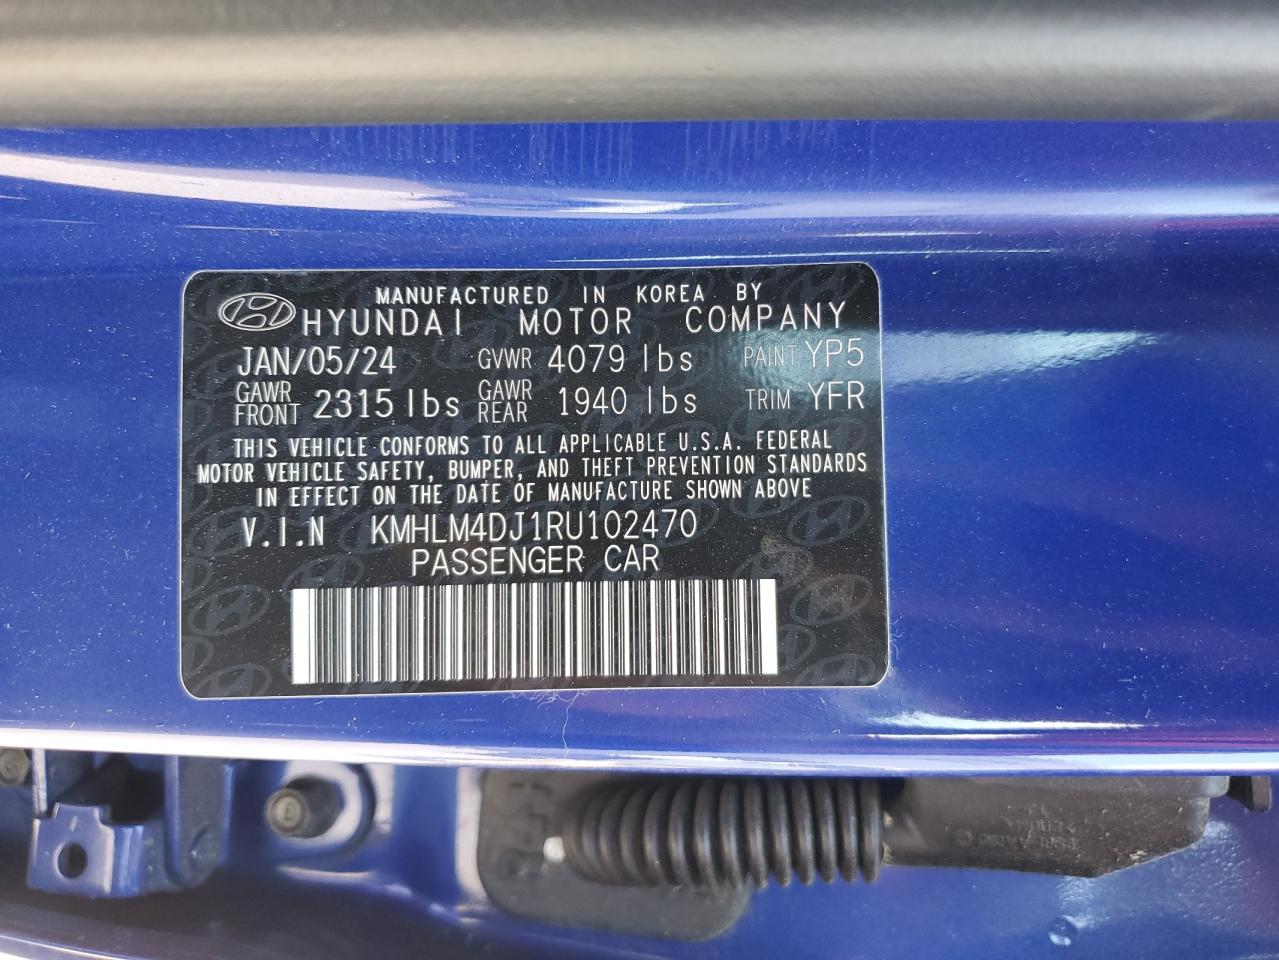 MANUFACTURED IN KOREA BY
HYUNDAI MOTOR COMPANY
JAN/05/24 GVWR 4079 lbs PAINT YP5
GAWR FRONT 2315 lbs GAWR REAR 1940 lbs TRIM YFR
THIS VEHICLE CONFORMS TO ALL APPLICABLE U.S.A. FEDERAL
MOTOR VEHICLE SAFETY, BUMPER, AND THEFT PREVENTION STANDARDS
IN EFFECT ON THE DATE OF MANUFACTURE SHOWN ABOVE
V.I.N KMHLM4DJ1RU102470
PASSENGER CAR